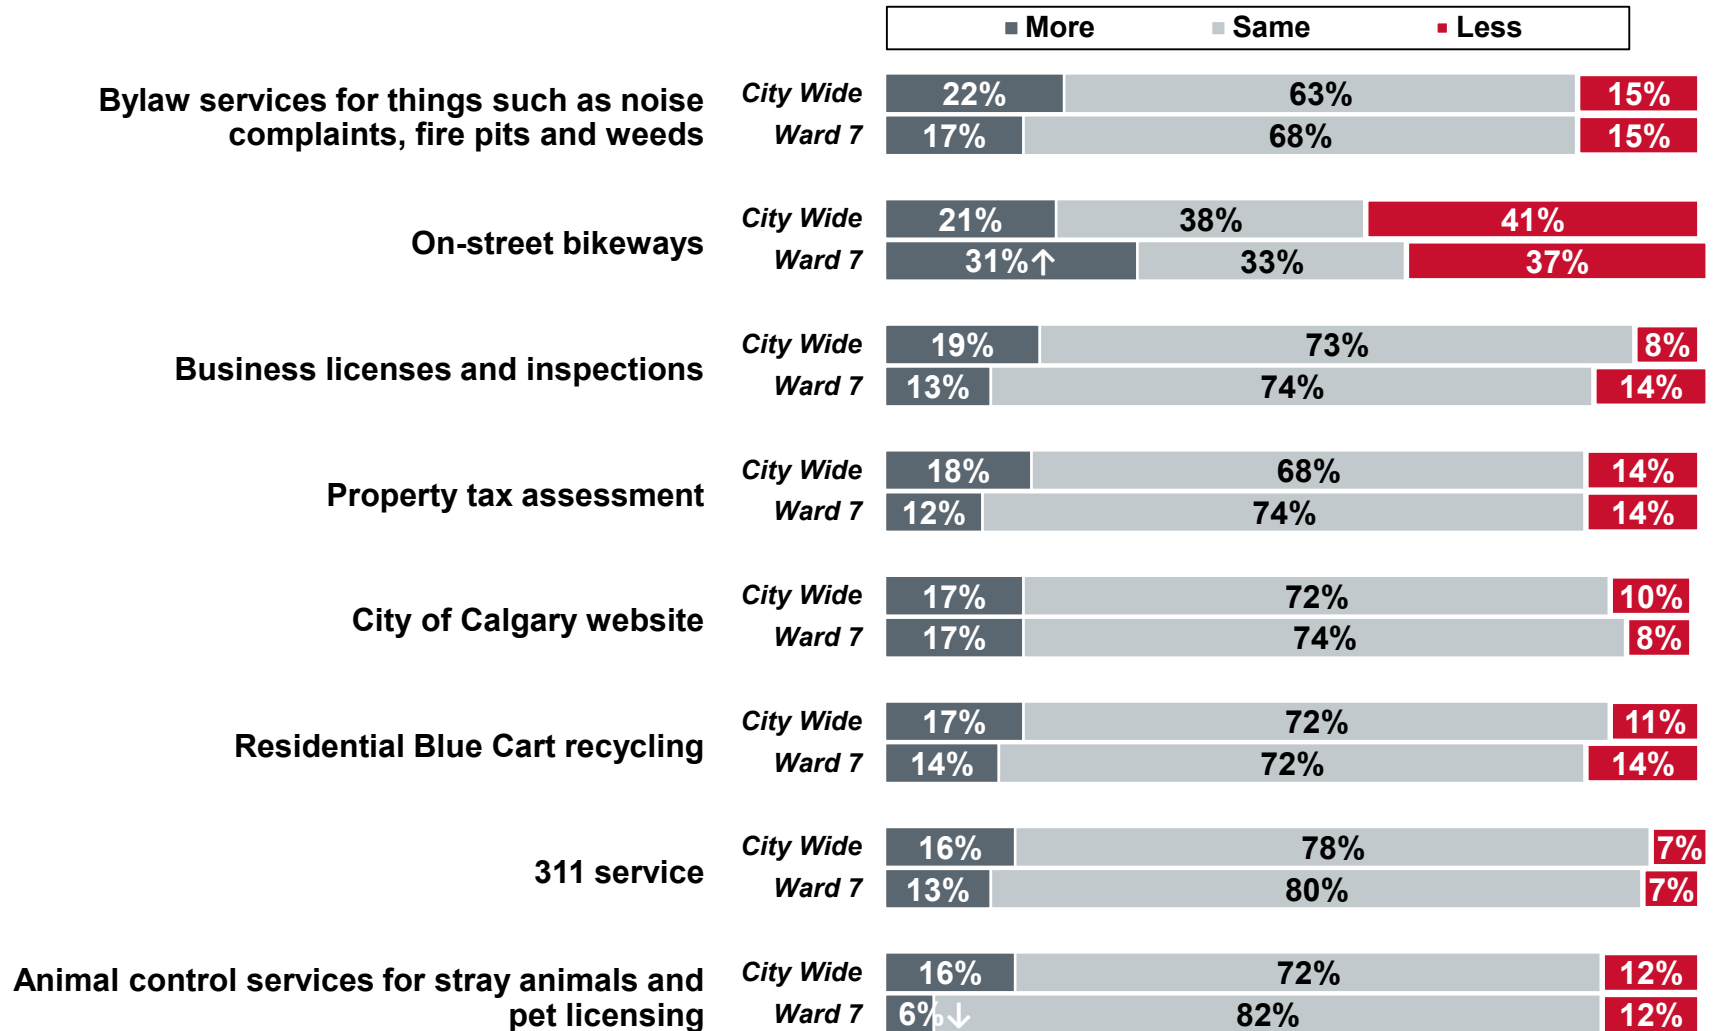 More Same Less
Bylaw services for things such as noise
complaints, fire pits and weeds
City Wide 22% 63% 15%
Ward 7 17% 68% 15%
On-street bikeways
City Wide 21% 38% 41%
Ward 7 31%↑ 33% 37%
Business licenses and inspections
City Wide 19% 73% 8%
Ward 7 13% 74% 14%
Property tax assessment
City Wide 18% 68% 14%
Ward 7 12% 74% 14%
City of Calgary website
City Wide 17% 72% 10%
Ward 7 17% 74% 8%
Residential Blue Cart recycling
City Wide 17% 72% 11%
Ward 7 14% 72% 14%
311 service
City Wide 16% 78% 7%
Ward 7 13% 80% 7%
Animal control services for stray animals and
pet licensing
City Wide 16% 72% 12%
Ward 7 6%↓ 82% 12%